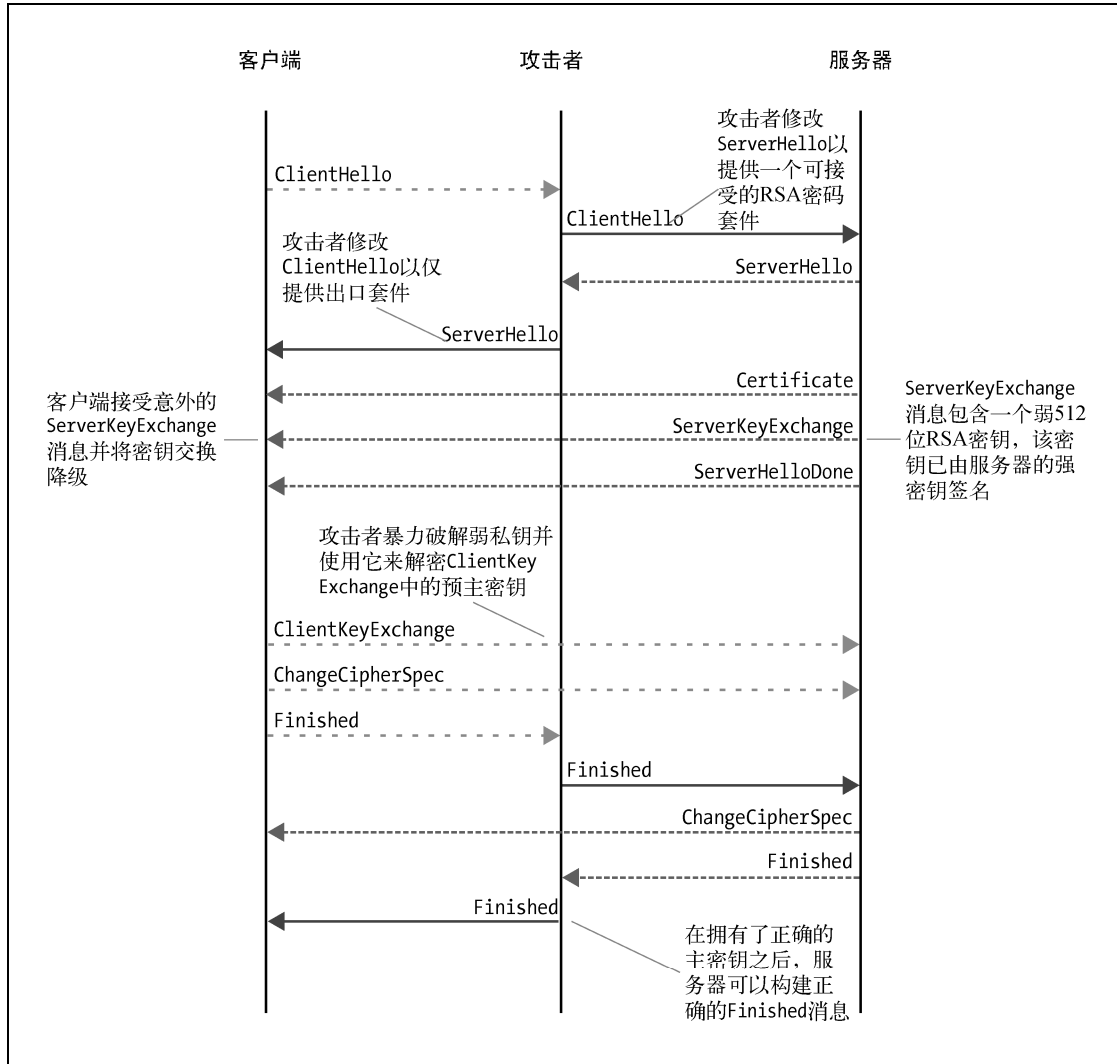 客户端
攻击者
服务器
攻击者修改
ServerHello以
提供一个可接
受的RSA密码
套件
ClientHello
ClientHello
攻击者修改
ClientHello以仅
提供出口套件
ServerHello
ServerHello
Certificate
客户端接受意外的
ServerKeyExchange
消息并将密钥交换
降级
ServerKeyExchange
ServerKeyExchange
消息包含一个弱512
位RSA密钥，该密
钥已由服务器的强
密钥签名
ServerHelloDone
攻击者暴力破解弱私钥并
使用它来解密ClientKey
Exchange中的预主密钥
ClientKeyExchange
ChangeCipherSpec
Finished
Finished
ChangeCipherSpec
Finished
Finished
在拥有了正确的
主密钥之后，服
务器可以构建正
确的Finished消息